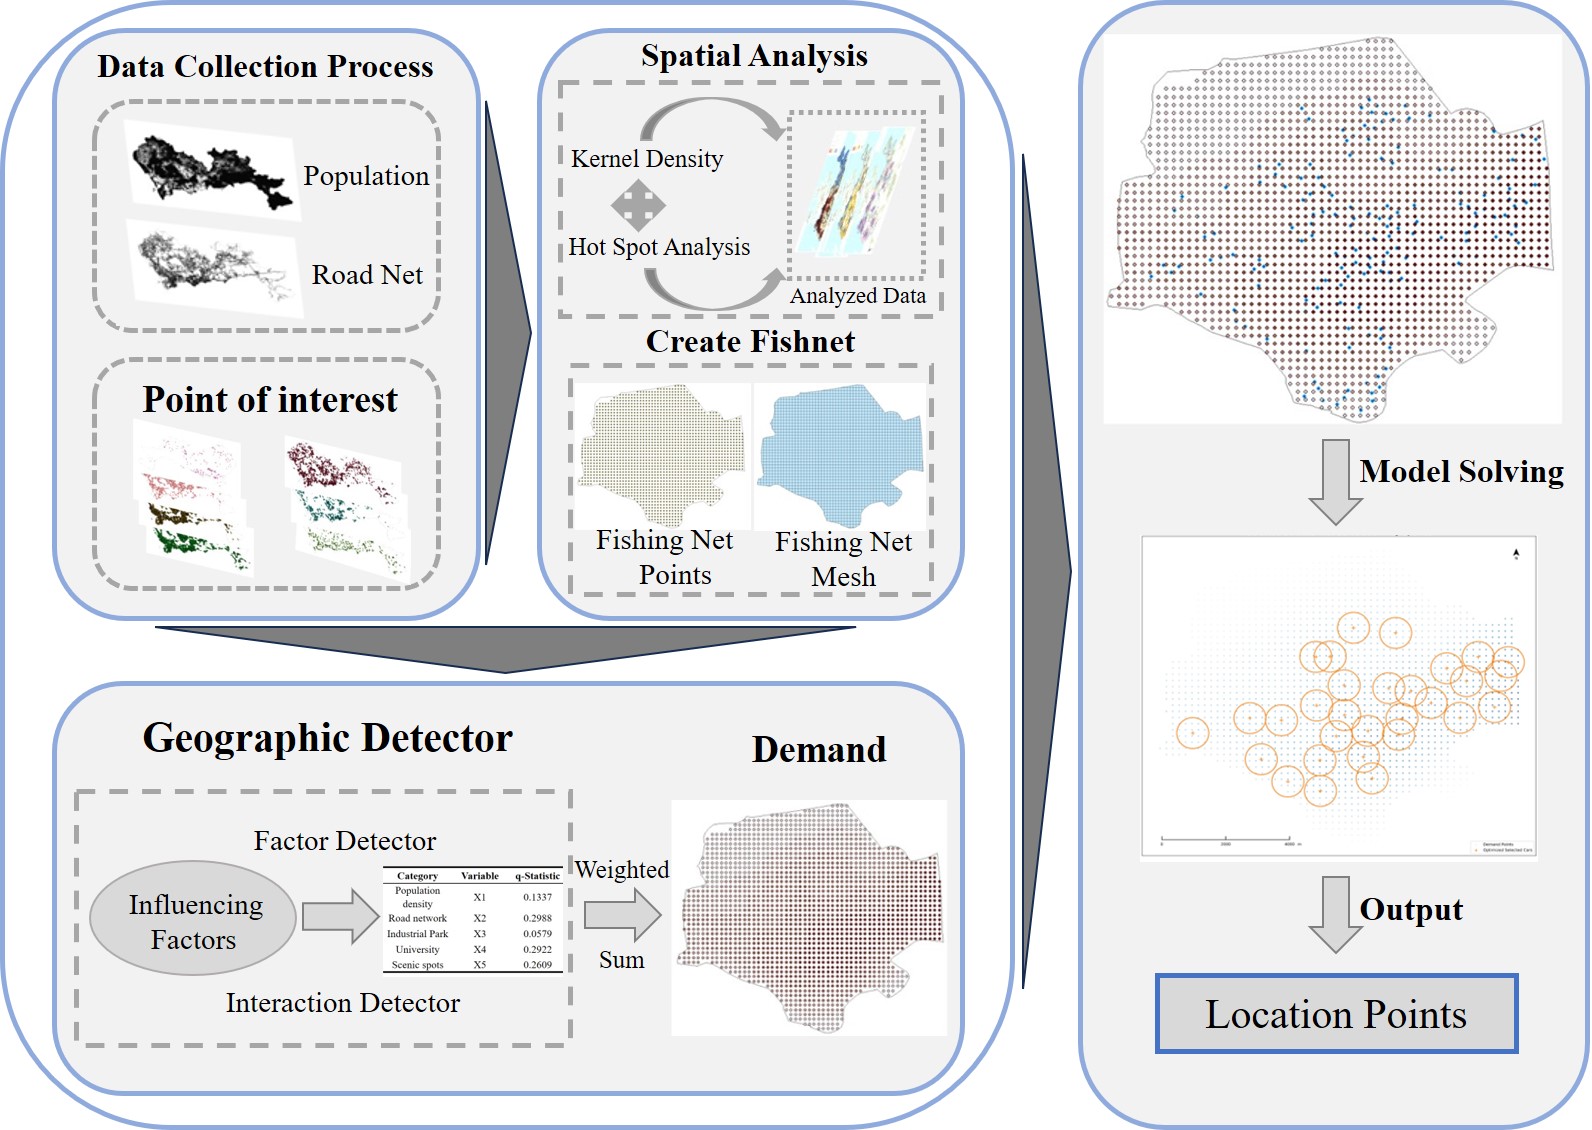 Data Collection Process
Population
Road Net
Point of interest
Spatial Analysis
Kernel Density
Hot Spot Analysis
Analyzed Data
Create Fishnet
Fishing Net
Points
Fishing Net
Mesh
Geographic Detector
Factor Detector
Influencing
Factors
Category Variable q-Statistic
Population
density X1 0.1337
Road network X2 0.2988
Industrial Park X3 0.0579
University X4 0.2922
Scenic spots X5 0.2609
Interaction Detector
Weighted
Sum
Demand
Model Solving
Demand Points
Output
Location Points